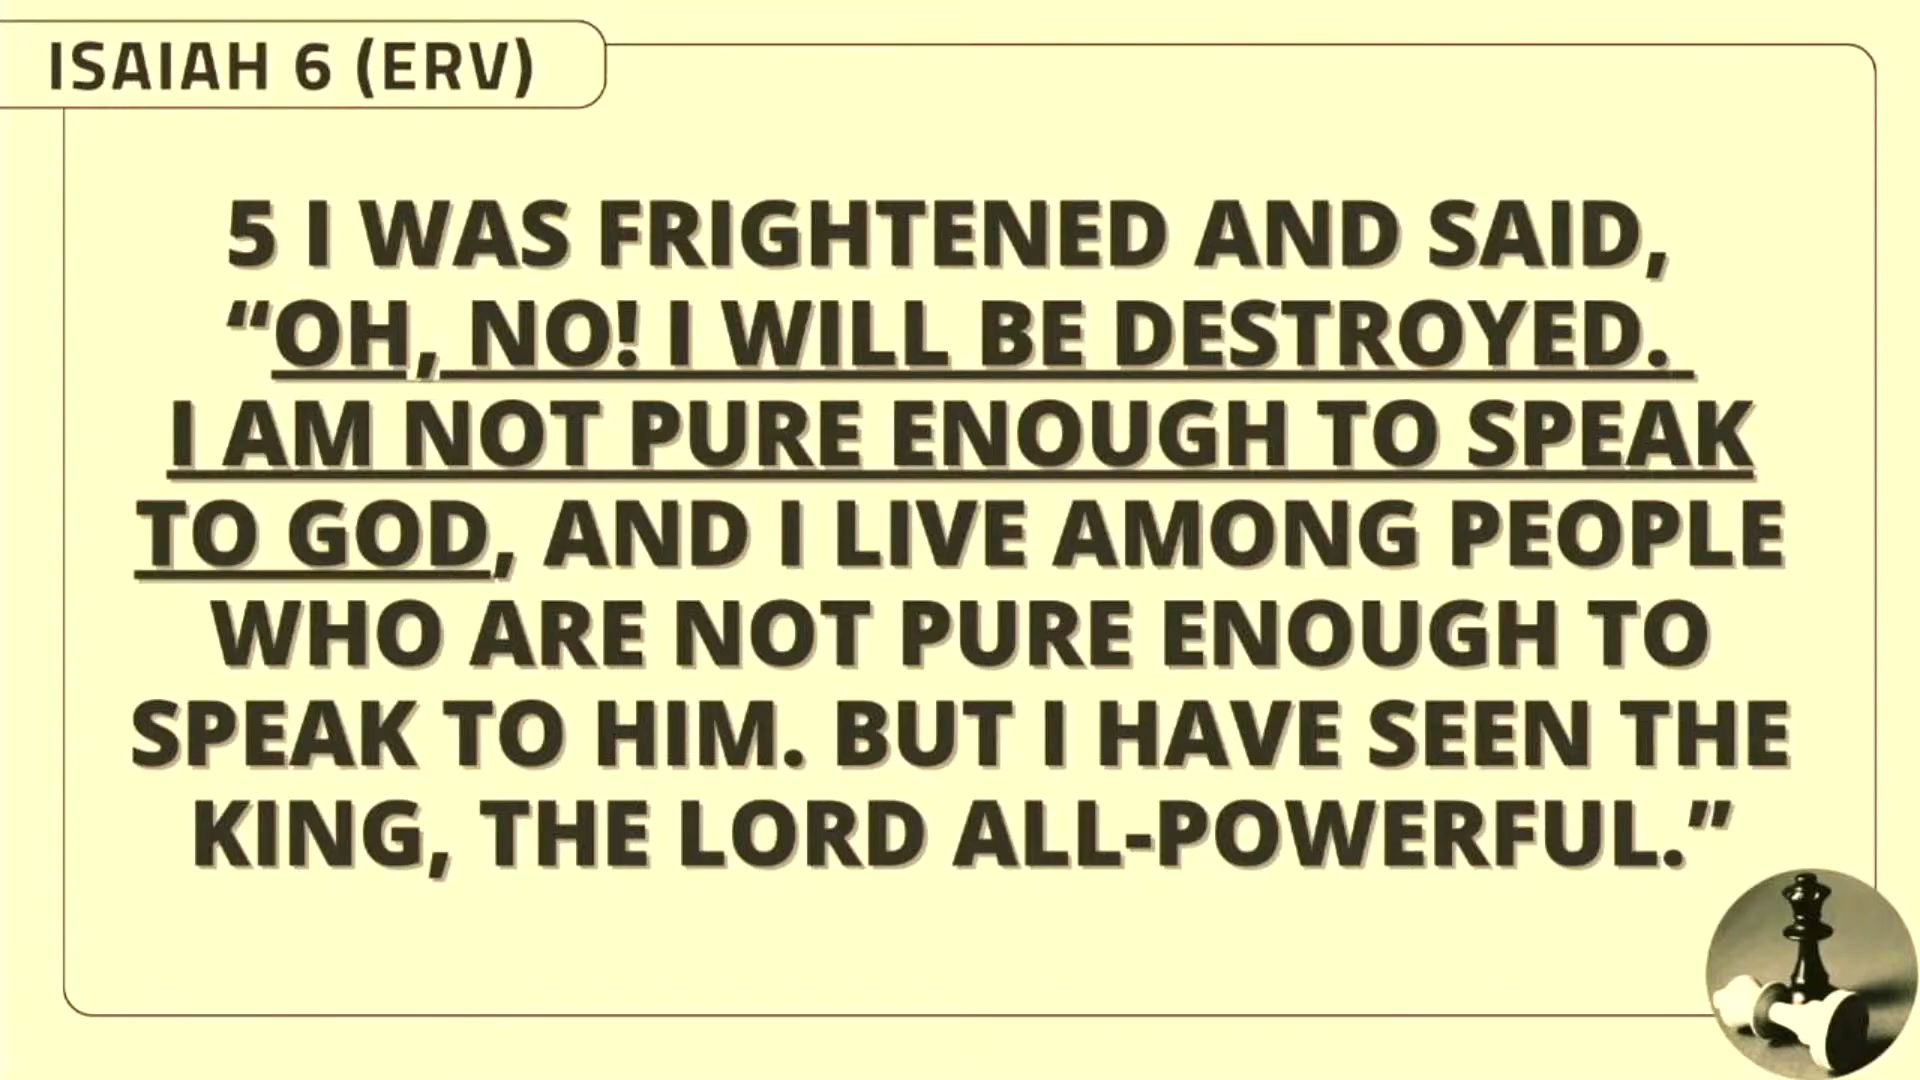 ISAIAH 6 (ERV)
5 I WAS FRIGHTENED AND SAID,
“OH, NO! I WILL BE DESTROYED.
I AM NOT PURE ENOUGH TO SPEAK
TO GOD, AND I LIVE AMONG PEOPLE
WHO ARE NOT PURE ENOUGH TO
SPEAK TO HIM. BUT I HAVE SEEN THE
KING, THE LORD ALL-POWERFUL.”